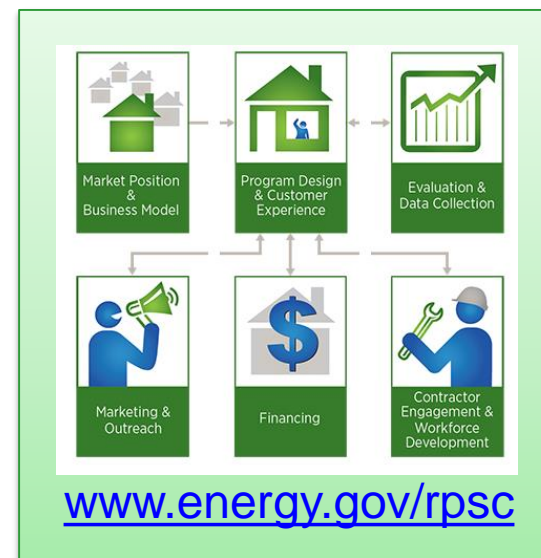 Market Position
&
Business Model
Program Design
& Customer
Experience
Evaluation &
Data Collection
Marketing &
Outreach
$
Financing
Contractor
Engagement &
Workforce
Development
www.energy.gov/rpsc